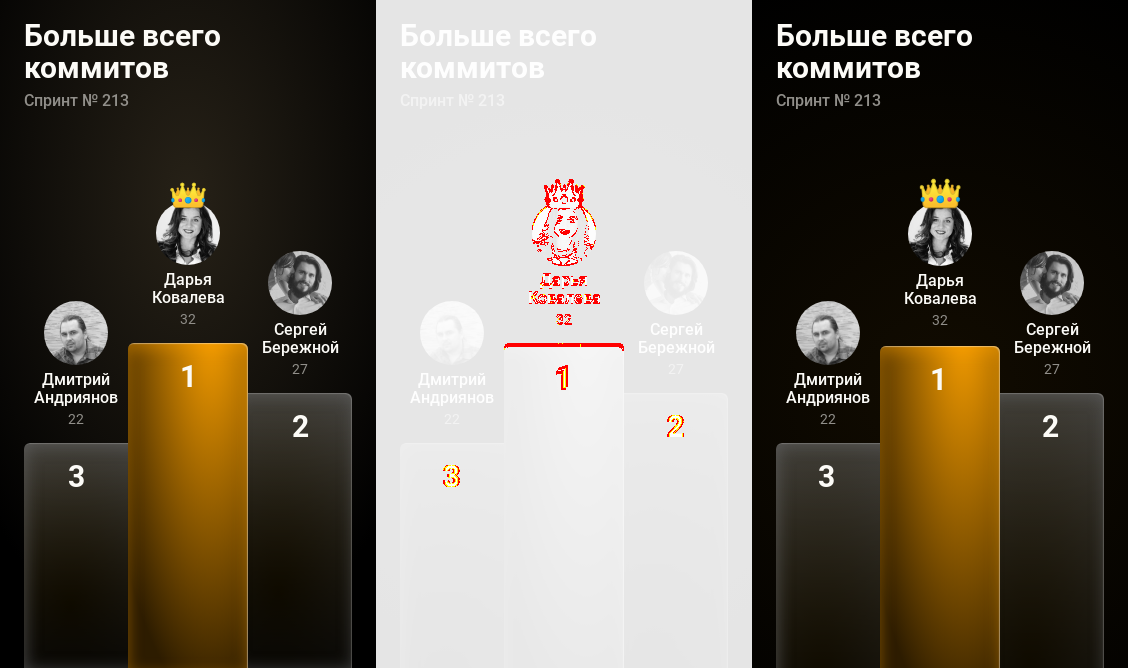 Больше всего
коммитов
Спринт № 213
Дарья
Ковалева
32
Сергей
Бережной
27
Дмитрий
Андриянов
22
1
2
3
Больше всего
коммитов
Спринт № 213
Дарья
Ковалева
32
Сергей
Бережной
27
Дмитрий
Андриянов
22
1
2
3
Больше всего
коммитов
Спринт № 213
Дарья
Ковалева
32
Сергей
Бережной
27
Дмитрий
Андриянов
22
1
2
3